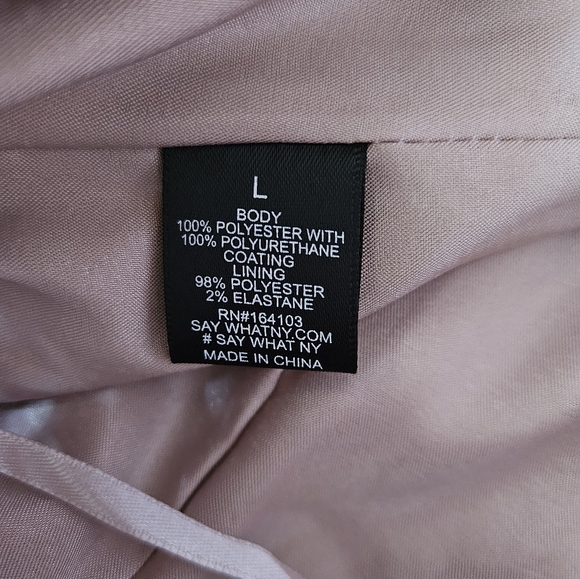 L
BODY
100% POLYESTER WITH
100% POLYURETHANE
COATING
LINING
98% POLYESTER
2% ELASTANE
RN#164103
SAY WHATNY.COM
# SAY WHAT NY
MADE IN CHINA